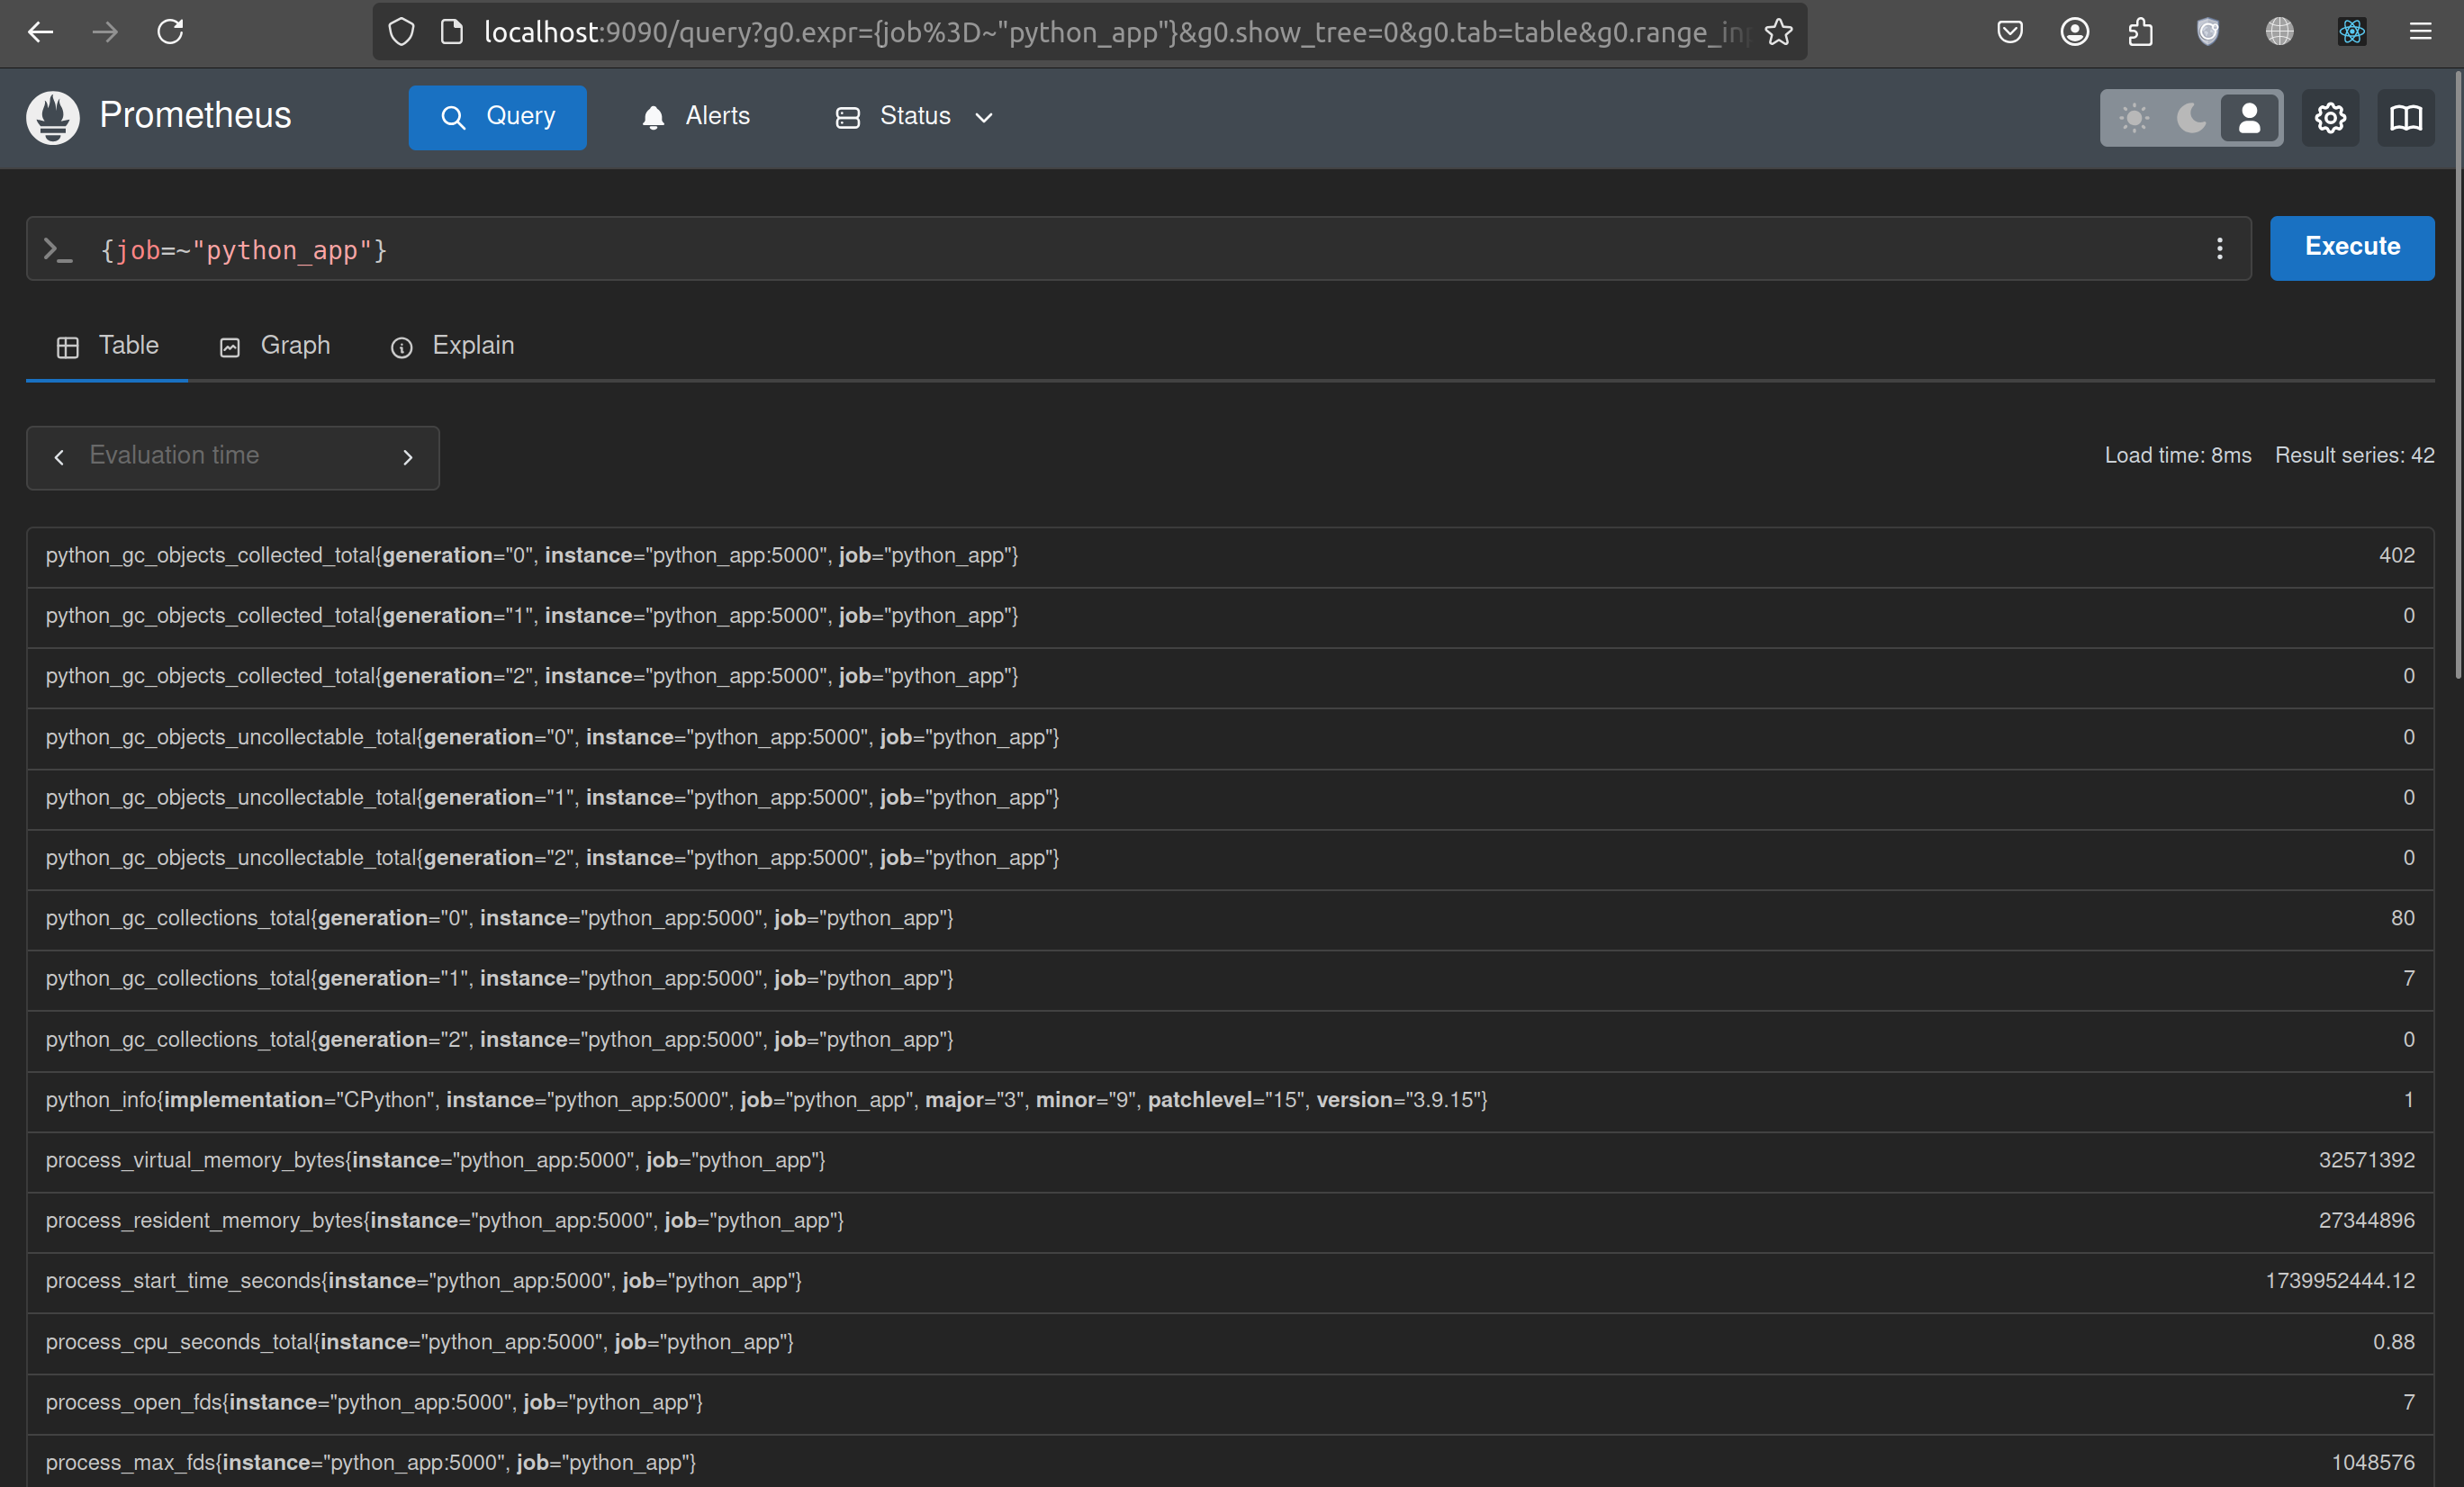 localhost:9090/query?g0.expr={job%3D~"python_app"}&g0.show_tree=0&g0.tab=table&g0.range_in
Prometheus
Query
Alerts
Status
{job=~"python_app"}
Execute
Table
Graph
Explain
Evaluation time
Load time: 8ms Result series: 42
python_gc_objects_collected_total{generation="0", instance="python_app:5000", job="python_app"} 402
python_gc_objects_collected_total{generation="1", instance="python_app:5000", job="python_app"} 0
python_gc_objects_collected_total{generation="2", instance="python_app:5000", job="python_app"} 0
python_gc_objects_uncollectable_total{generation="0", instance="python_app:5000", job="python_app"} 0
python_gc_objects_uncollectable_total{generation="1", instance="python_app:5000", job="python_app"} 0
python_gc_objects_uncollectable_total{generation="2", instance="python_app:5000", job="python_app"} 0
python_gc_collections_total{generation="0", instance="python_app:5000", job="python_app"} 80
python_gc_collections_total{generation="1", instance="python_app:5000", job="python_app"} 7
python_gc_collections_total{generation="2", instance="python_app:5000", job="python_app"} 0
python_info{implementation="CPython", instance="python_app:5000", job="python_app", major="3", minor="9", patchlevel="15", version="3.9.15"} 1
process_virtual_memory_bytes{instance="python_app:5000", job="python_app"} 32571392
process_resident_memory_bytes{instance="python_app:5000", job="python_app"} 27344896
process_start_time_seconds{instance="python_app:5000", job="python_app"} 1739952444.12
process_cpu_seconds_total{instance="python_app:5000", job="python_app"} 0.88
process_open_fds{instance="python_app:5000", job="python_app"} 7
process_max_fds{instance="python_app:5000", job="python_app"} 1048576